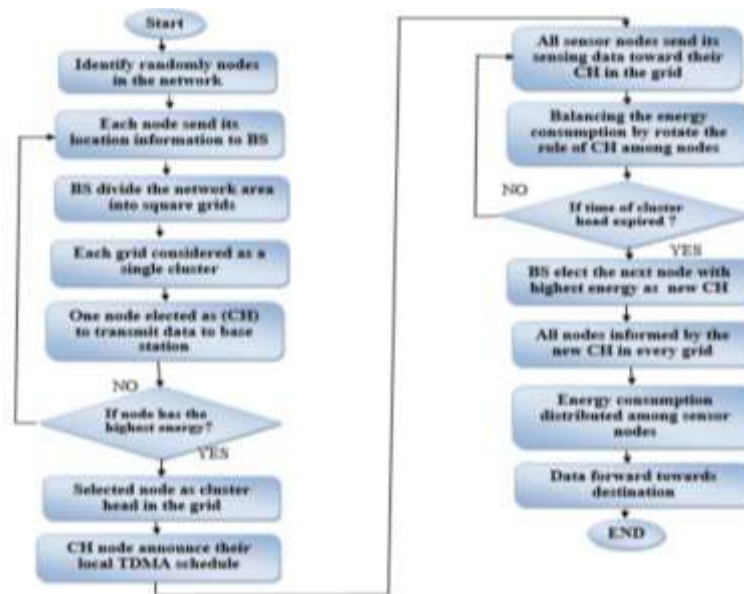 Start
Identify randomly nodes
in the network
Each node send its
location information to BS
BS divide the network area
into square grids
Each grid considered as a
single cluster
One node elected as (CH)
to transmit data to base
station
NO
If node has the
highest energy?
YES
Selected node as cluster
head in the grid
CH node announce their
local TDMA schedule
All sensor nodes send its
sensing data toward their
CH in the grid
Balancing the energy
consumption by rotate the
rule of CH among nodes
NO
If time of cluster
head expired ?
YES
BS elect the next node with
highest energy as new CH
All nodes informed by the
new CH in every grid
Energy consumption
distributed among sensor
nodes
Data forward towards
destination
END